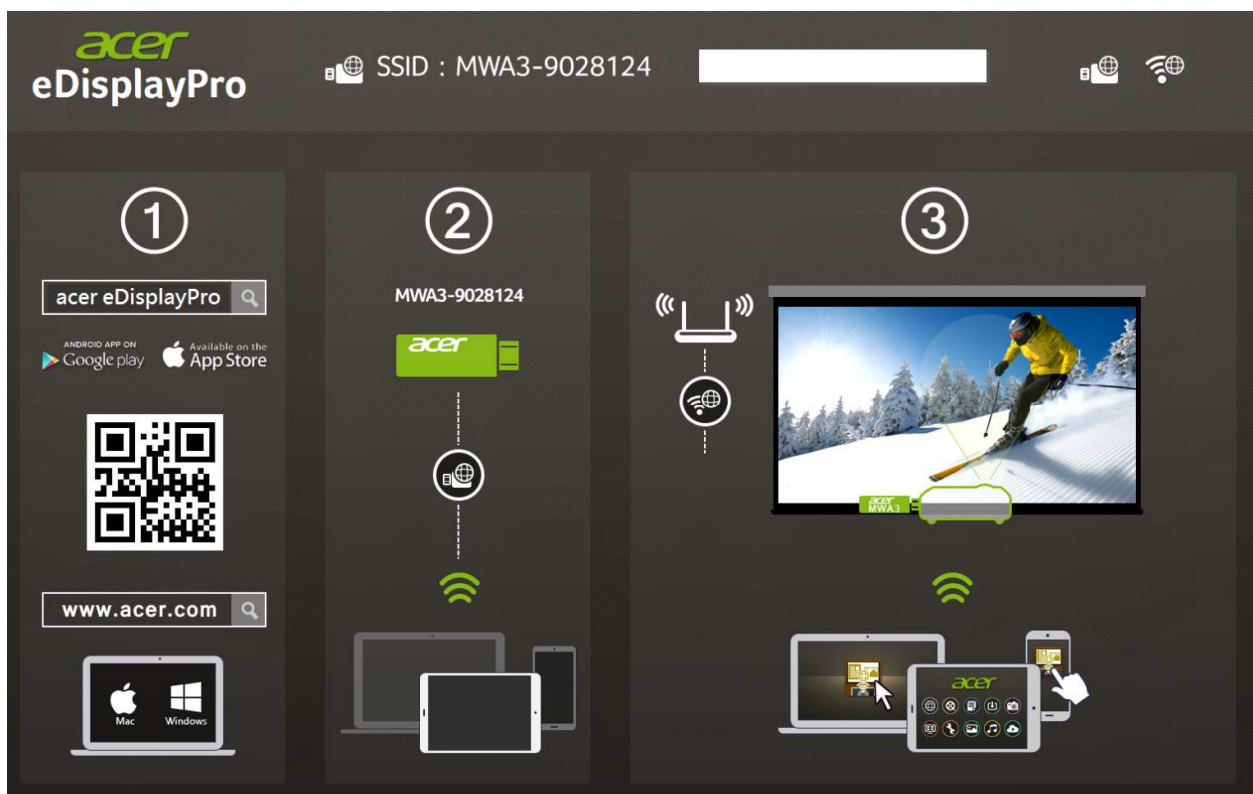 acer
eDisplayPro
SSID : MWA3-9028124
1
acer eDisplayPro
ANDROID APP ON
Google play
Available on the
App Store
www.acer.com
Mac
Windows
2
MWA3-9028124
acer
3
acer
MWA3
acer